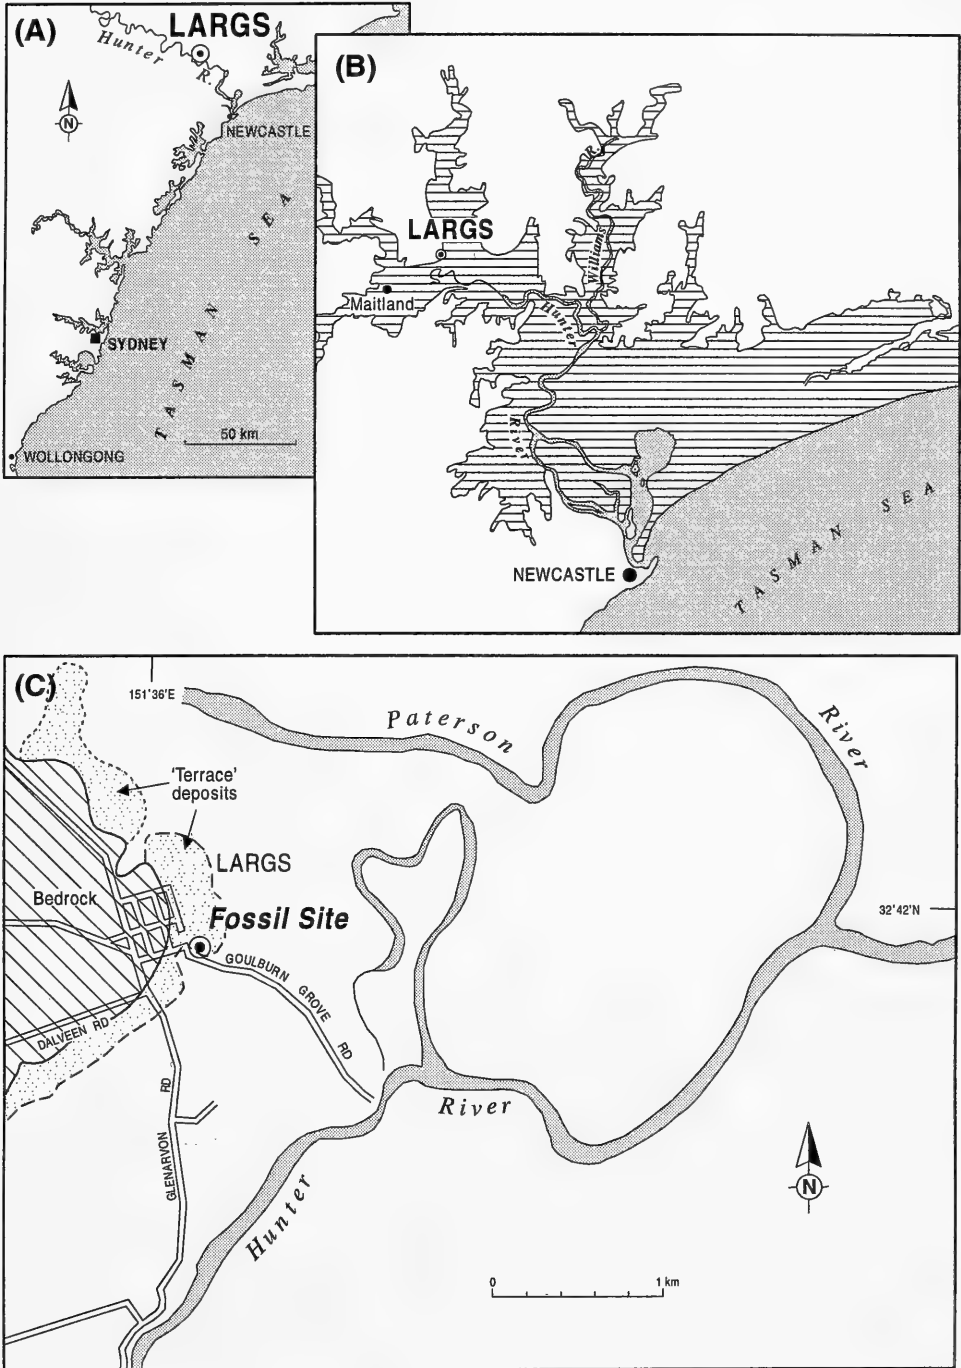 (A)
LARGS
Hunter
R.
N
NEWCASTLE
TASMAN SEA
SYDNEY
50 km
WOLLONGONG
(B)
R.
Williams
LARGS
Maitland
Hunter
River
NEWCASTLE
TASMAN SEA
(C)
151°36'E
Paterson
River
'Terrace'
deposits
LARGS
Bedrock
Fossil Site
32°42'N
GOULBURN GROVE RD
DALVEEN RD
GLENARVON RD
River
Hunter
N
0 1 km